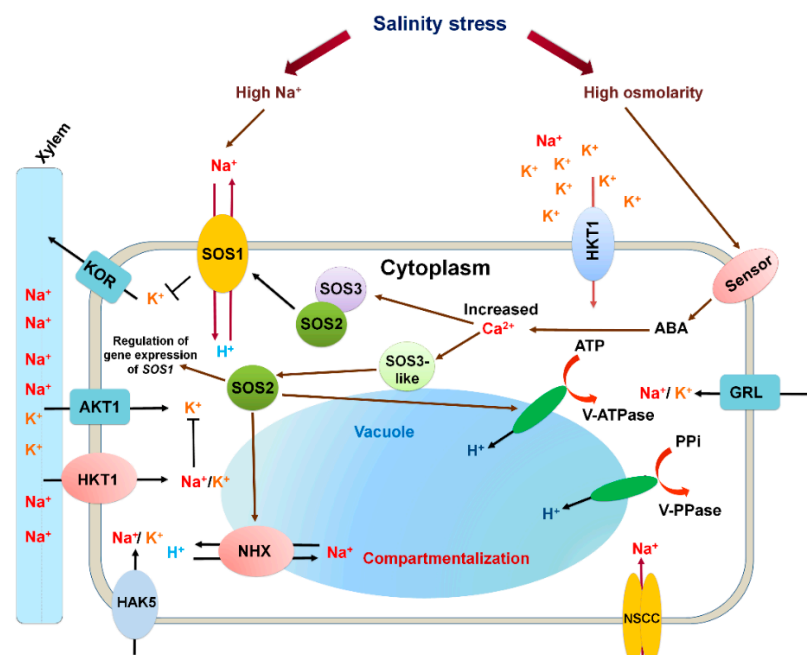 Salinity stress
High Na⁺
High osmolarity
Xylem
Na⁺
Na⁺
K⁺
K⁺
K⁺
K⁺
K⁺
K⁺
K⁺
HKT1
SOS1
KOR
Cytoplasm
Sensor
SOS3
SOS2
K⁺
Na⁺
Na⁺
Na⁺
Na⁺
K⁺
K⁺
Na⁺
Na⁺
Increased
Ca²⁺
ABA
H⁺
Regulation of
gene expression
of SOS1
SOS2
SOS3-
like
ATP
V-ATPase
Na⁺/ K⁺
GRL
AKT1
K⁺
Vacuole
H⁺
PPi
V-PPase
H⁺
HKT1
Na⁺/K⁺
Na⁺/ K⁺
H⁺
NHX
Na⁺
Compartmentalization
Na⁺
HAK5
NSCC